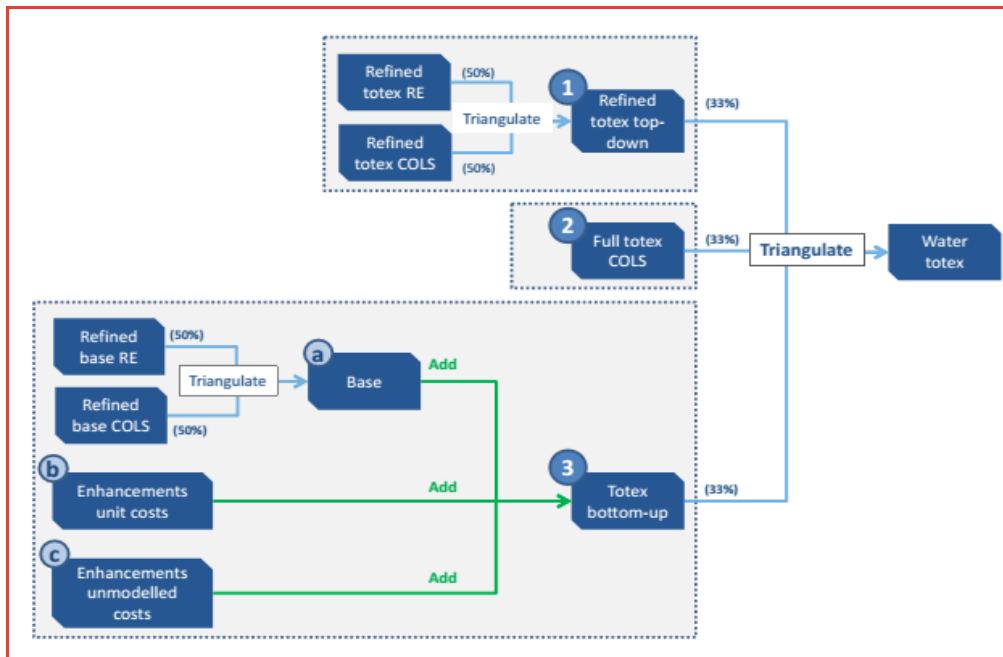 Refined
totex RE
(50%)
Triangulate
Refined
totex COLS
(50%)
1
Refined
totex top-
down
(33%)
2
Full totex
COLS
(33%)
Triangulate
Water
totex
Refined
base RE
(50%)
Triangulate
Refined
base COLS
(50%)
a
Base
Add
b
Enhancements
unit costs
Add
3
Totex
bottom-up
(33%)
c
Enhancements
unmodelled
costs
Add